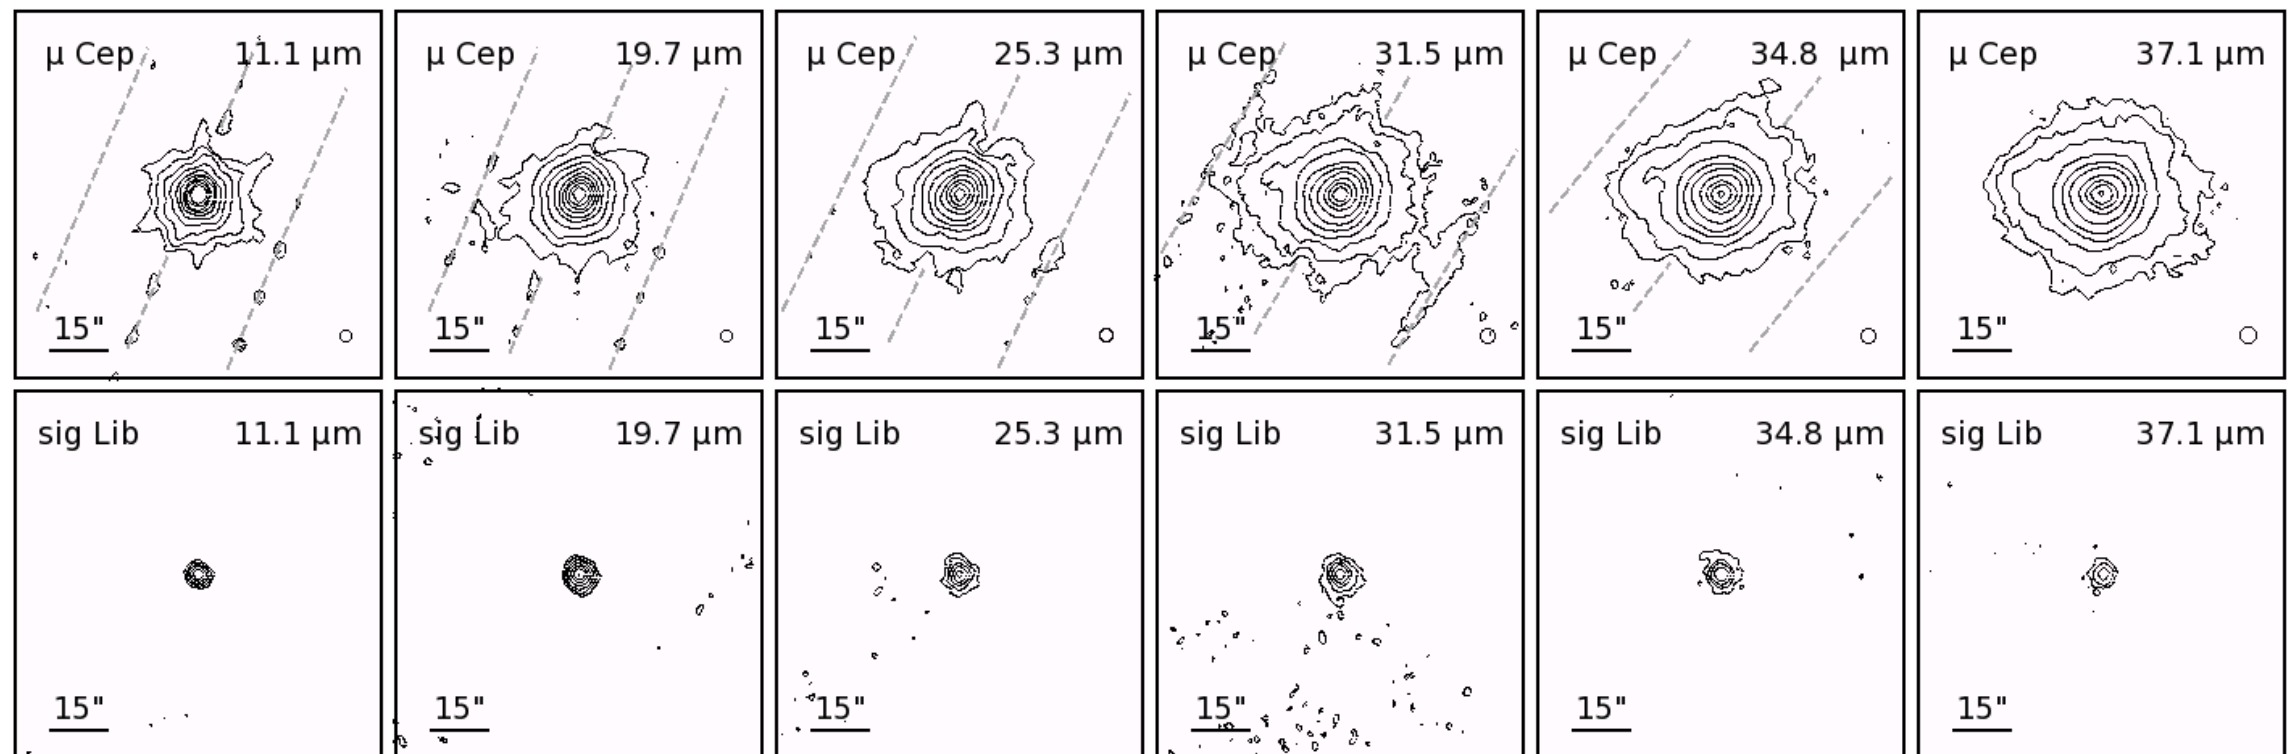 μ Cep 11.1 μm
μ Cep 19.7 μm
μ Cep 25.3 μm
μ Cep 31.5 μm
μ Cep 34.8 μm
μ Cep 37.1 μm
15"
15"
15"
15"
15"
15"
sig Lib 11.1 μm
sig Lib 19.7 μm
sig Lib 25.3 μm
sig Lib 31.5 μm
sig Lib 34.8 μm
sig Lib 37.1 μm
15"
15"
15"
15"
15"
15"